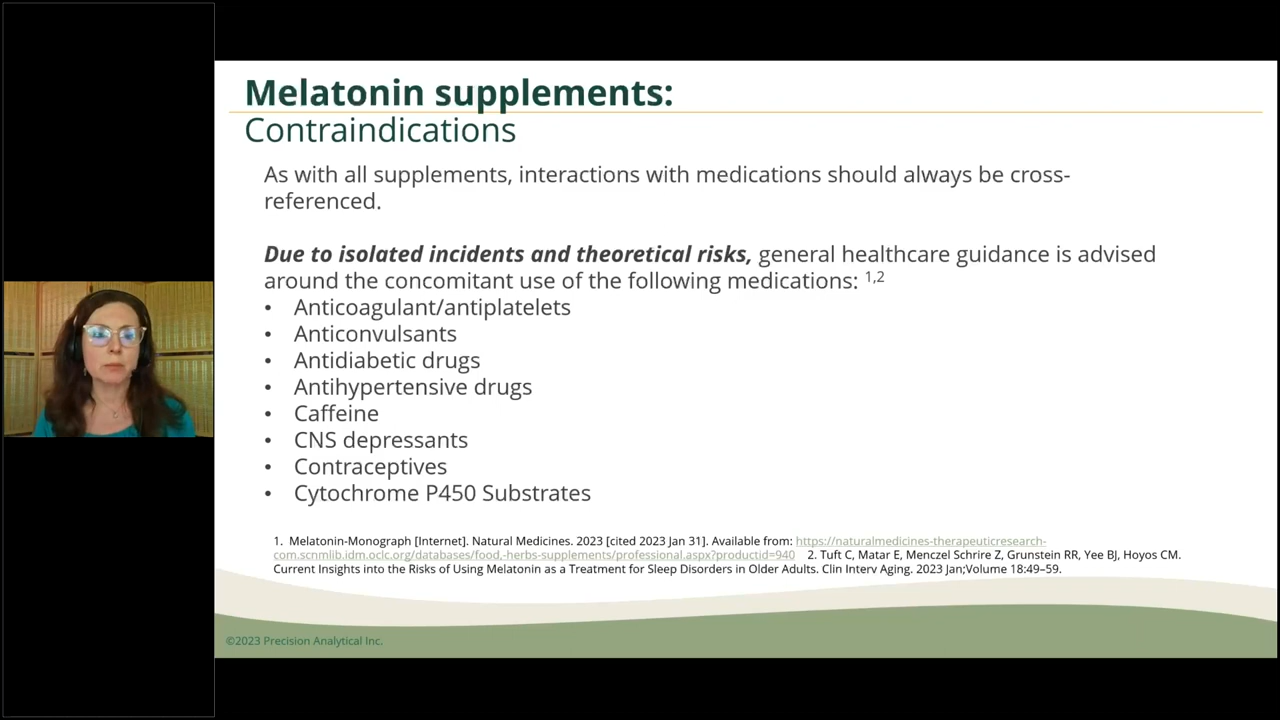 Melatonin supplements:
Contraindications
As with all supplements, interactions with medications should always be cross-
referenced.
Due to isolated incidents and theoretical risks, general healthcare guidance is advised
around the concomitant use of the following medications: 1,2
• Anticoagulant/antiplatelets
• Anticonvulsants
• Antidiabetic drugs
• Antihypertensive drugs
• Caffeine
• CNS depressants
• Contraceptives
• Cytochrome P450 Substrates
1. Melatonin-Monograph [Internet]. Natural Medicines. 2023 [cited 2023 Jan 31]. Available from: https://naturalmedicines-therapeuticresearch-
com.scnmlib.idm.oclc.org/databases/food,-herbs-supplements/professional.aspx?productid=940 2. Tuft C, Matar E, Menczel Schrire Z, Grunstein RR, Yee BJ, Hoyos CM.
Current Insights into the Risks of Using Melatonin as a Treatment for Sleep Disorders in Older Adults. Clin Interv Aging. 2023 Jan;Volume 18:49–59.
©2023 Precision Analytical Inc.